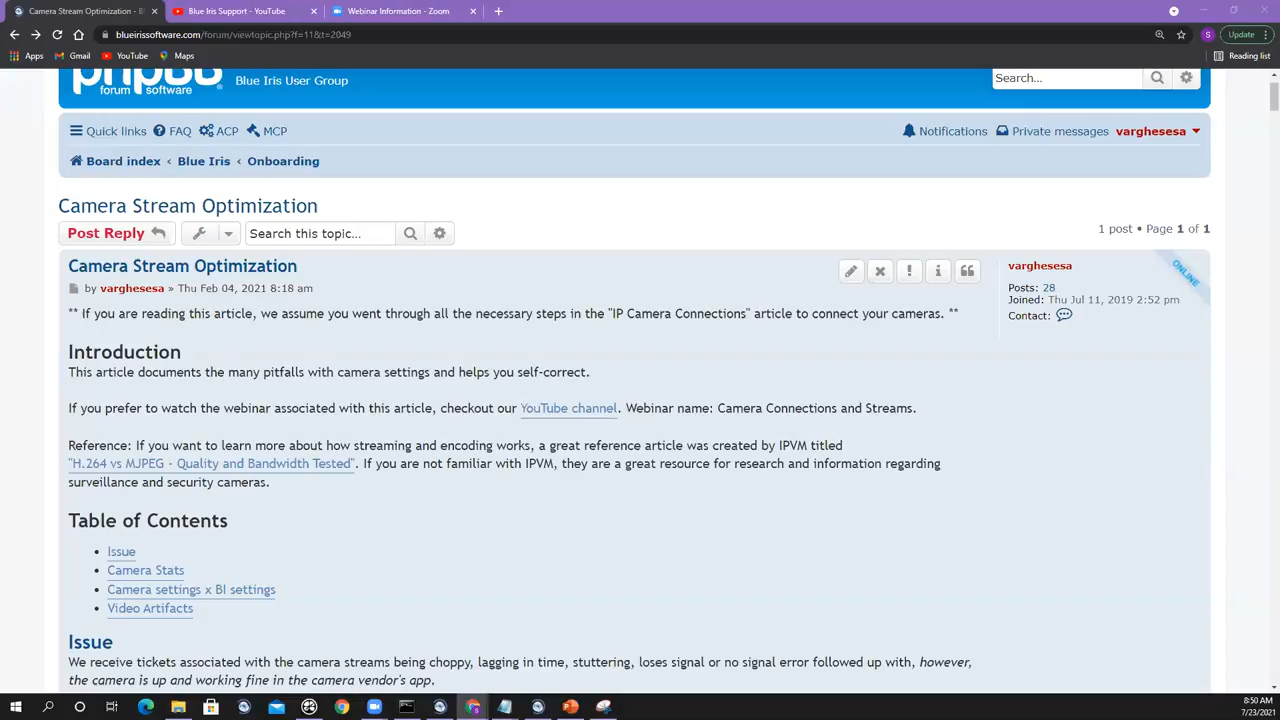 Camera Stream Optimization - Bl
Blue Iris Support - YouTube
Webinar Information - Zoom
blueirissoftware.com/forum/viewtopic.php?f=11&t=2049
S
Update
Apps
Gmail
YouTube
Maps
Reading list
phpBB
forum software
Blue Iris User Group
Search...
Quick links
FAQ
ACP
MCP
Notifications
Private messages
varghesesa
Board index ‹ Blue Iris ‹ Onboarding
Camera Stream Optimization
Post Reply
Search this topic...
1 post • Page 1 of 1
Camera Stream Optimization
by varghesesa » Thu Feb 04, 2021 8:18 am
** If you are reading this article, we assume you went through all the necessary steps in the "IP Camera Connections" article to connect your cameras. **
varghesesa
ONLINE
Posts: 28
Joined: Thu Jul 11, 2019 2:52 pm
Contact:
Introduction
This article documents the many pitfalls with camera settings and helps you self-correct.
If you prefer to watch the webinar associated with this article, checkout our YouTube channel. Webinar name: Camera Connections and Streams.
Reference: If you want to learn more about how streaming and encoding works, a great reference article was created by IPVM titled
"H.264 vs MJPEG - Quality and Bandwidth Tested". If you are not familiar with IPVM, they are a great resource for research and information regarding
surveillance and security cameras.
Table of Contents
• Issue
• Camera Stats
• Camera settings x BI settings
• Video Artifacts
Issue
We receive tickets associated with the camera streams being choppy, lagging in time, stuttering, loses signal or no signal error followed up with, however,
the camera is up and working fine in the camera vendor's app.
8:50 AM
7/23/2021